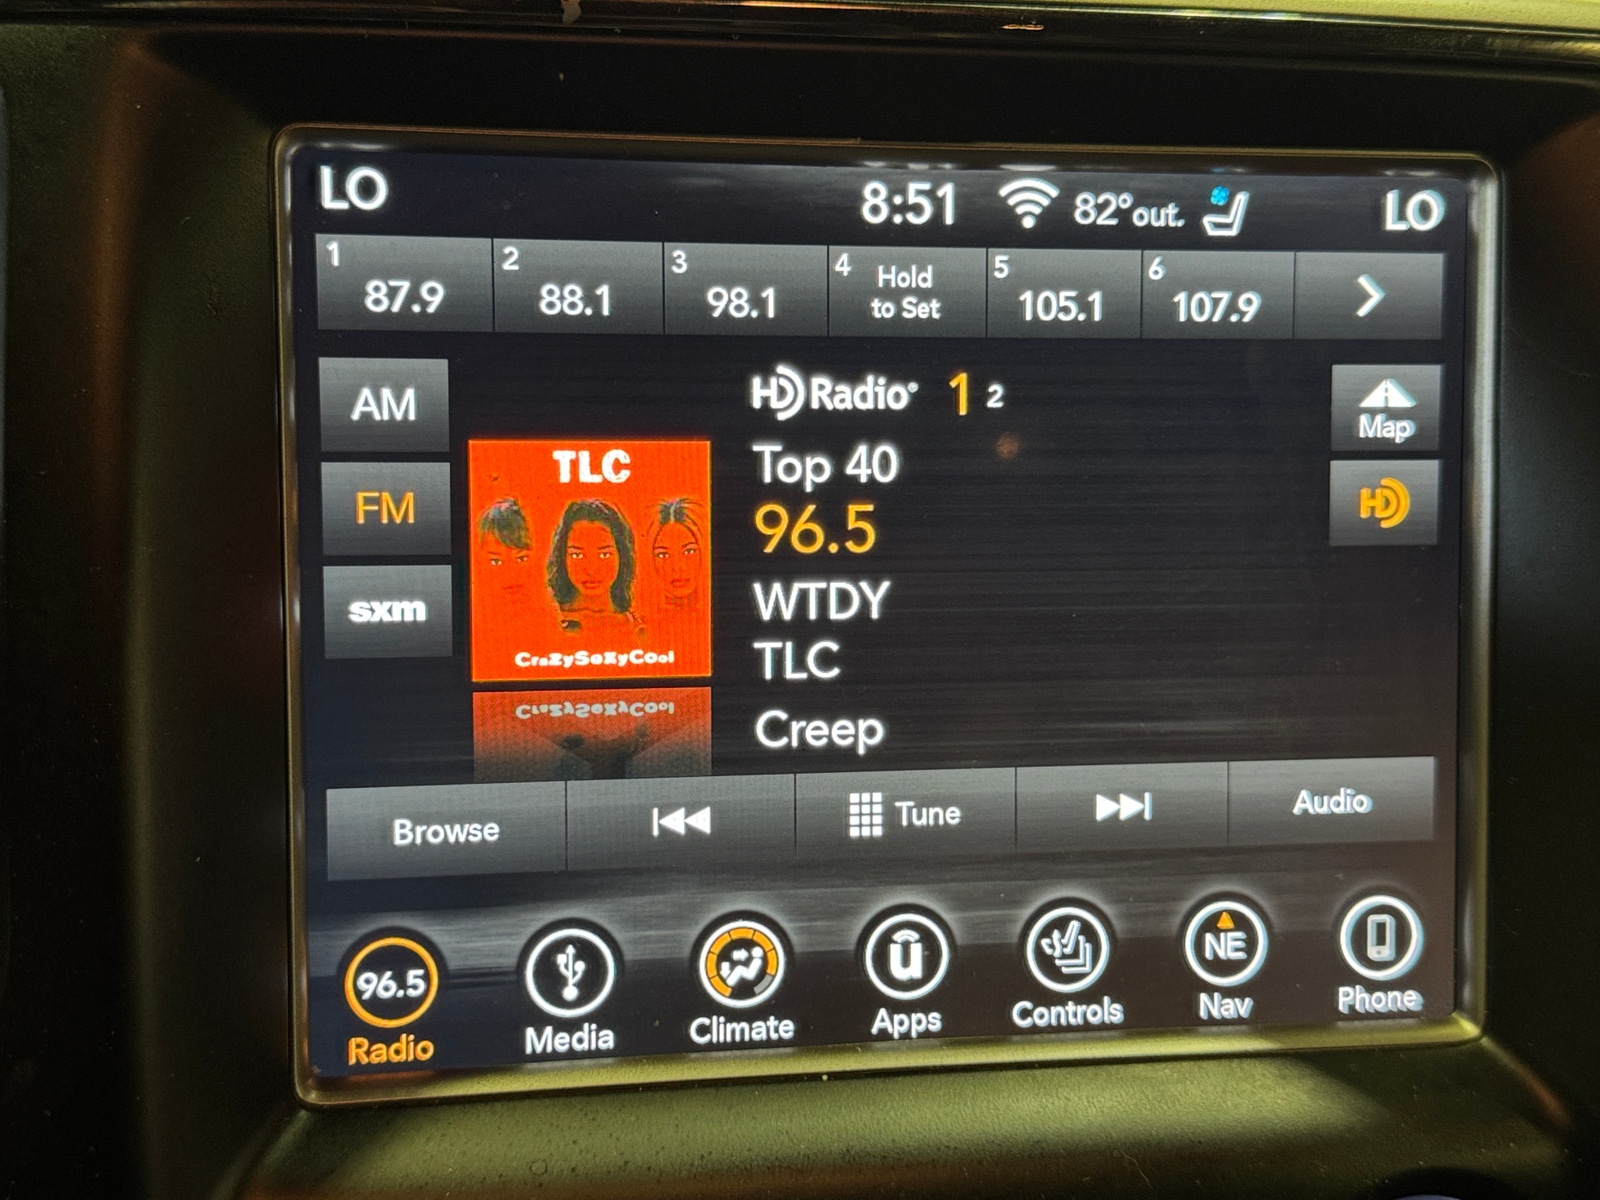 LO 8:51 82° out. LO
1 87.9
2 88.1
3 98.1
4 Hold to Set
5 105.1
6 107.9
AM
FM
sxm
HD Radio® 1 2
Top 40
96.5
WTDY
TLC
Creep
TLC
CrazySexyCool
CrazySexyCool
Map
HD
Browse
Tune
Audio
96.5
Radio
Media
Climate
u
Apps
Controls
NE
Nav
Phone